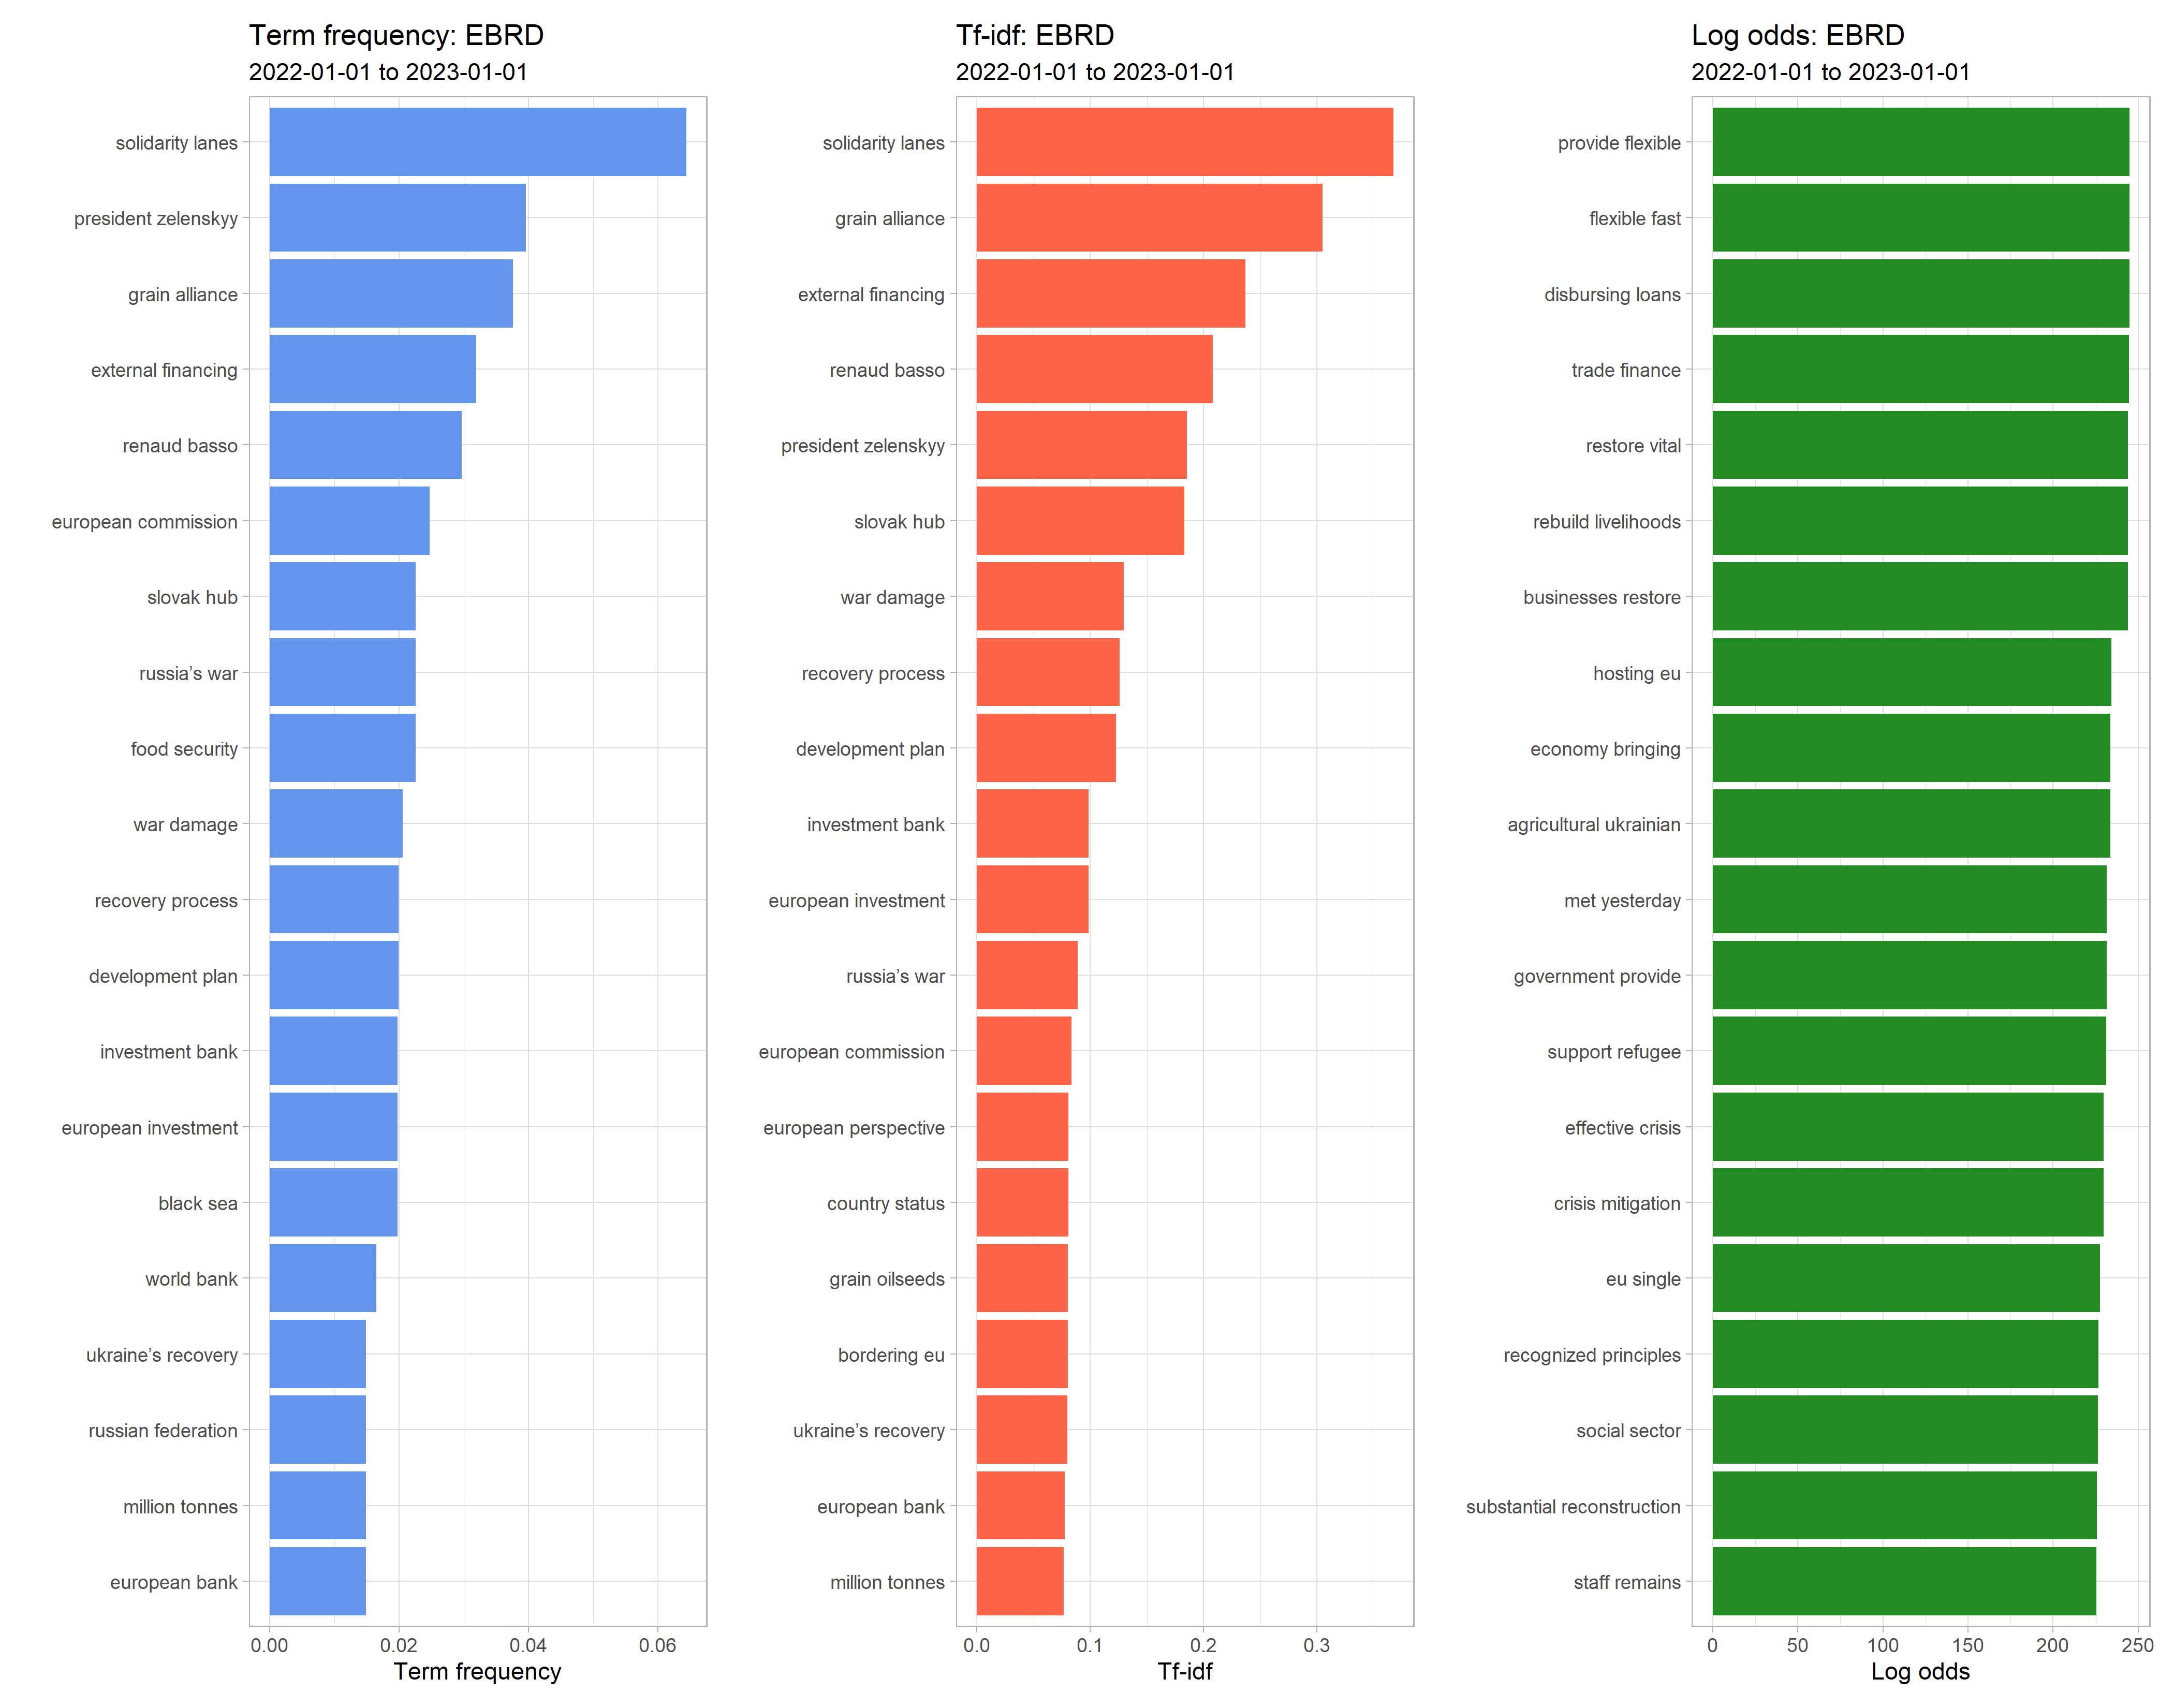 Term frequency: EBRD
2022-01-01 to 2023-01-01
solidarity lanes
president zelenskyy
grain alliance
external financing
renaud basso
european commission
slovak hub
russia’s war
food security
war damage
recovery process
development plan
investment bank
european investment
black sea
world bank
ukraine’s recovery
russian federation
million tonnes
european bank
0.00 0.02 0.04 0.06
Term frequency
Tf-idf: EBRD
2022-01-01 to 2023-01-01
solidarity lanes
grain alliance
external financing
renaud basso
president zelenskyy
slovak hub
war damage
recovery process
development plan
investment bank
european investment
russia’s war
european commission
european perspective
country status
grain oilseeds
bordering eu
ukraine’s recovery
european bank
million tonnes
0.0 0.1 0.2 0.3
Tf-idf
Log odds: EBRD
2022-01-01 to 2023-01-01
provide flexible
flexible fast
disbursing loans
trade finance
restore vital
rebuild livelihoods
businesses restore
hosting eu
economy bringing
agricultural ukrainian
met yesterday
government provide
support refugee
effective crisis
crisis mitigation
eu single
recognized principles
social sector
substantial reconstruction
staff remains
0 50 100 150 200 250
Log odds